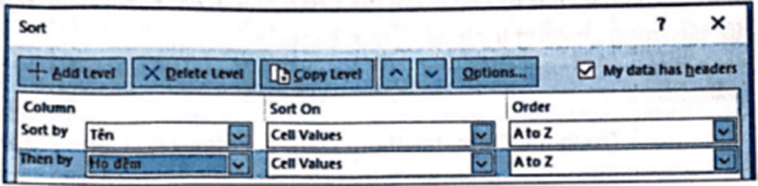 Sort ? X
Add Level Delete Level Copy Level Options... My data has headers
Column Sort On Order
Sort by Tên Cell Values A to Z
Then by Họ đệm Cell Values A to Z